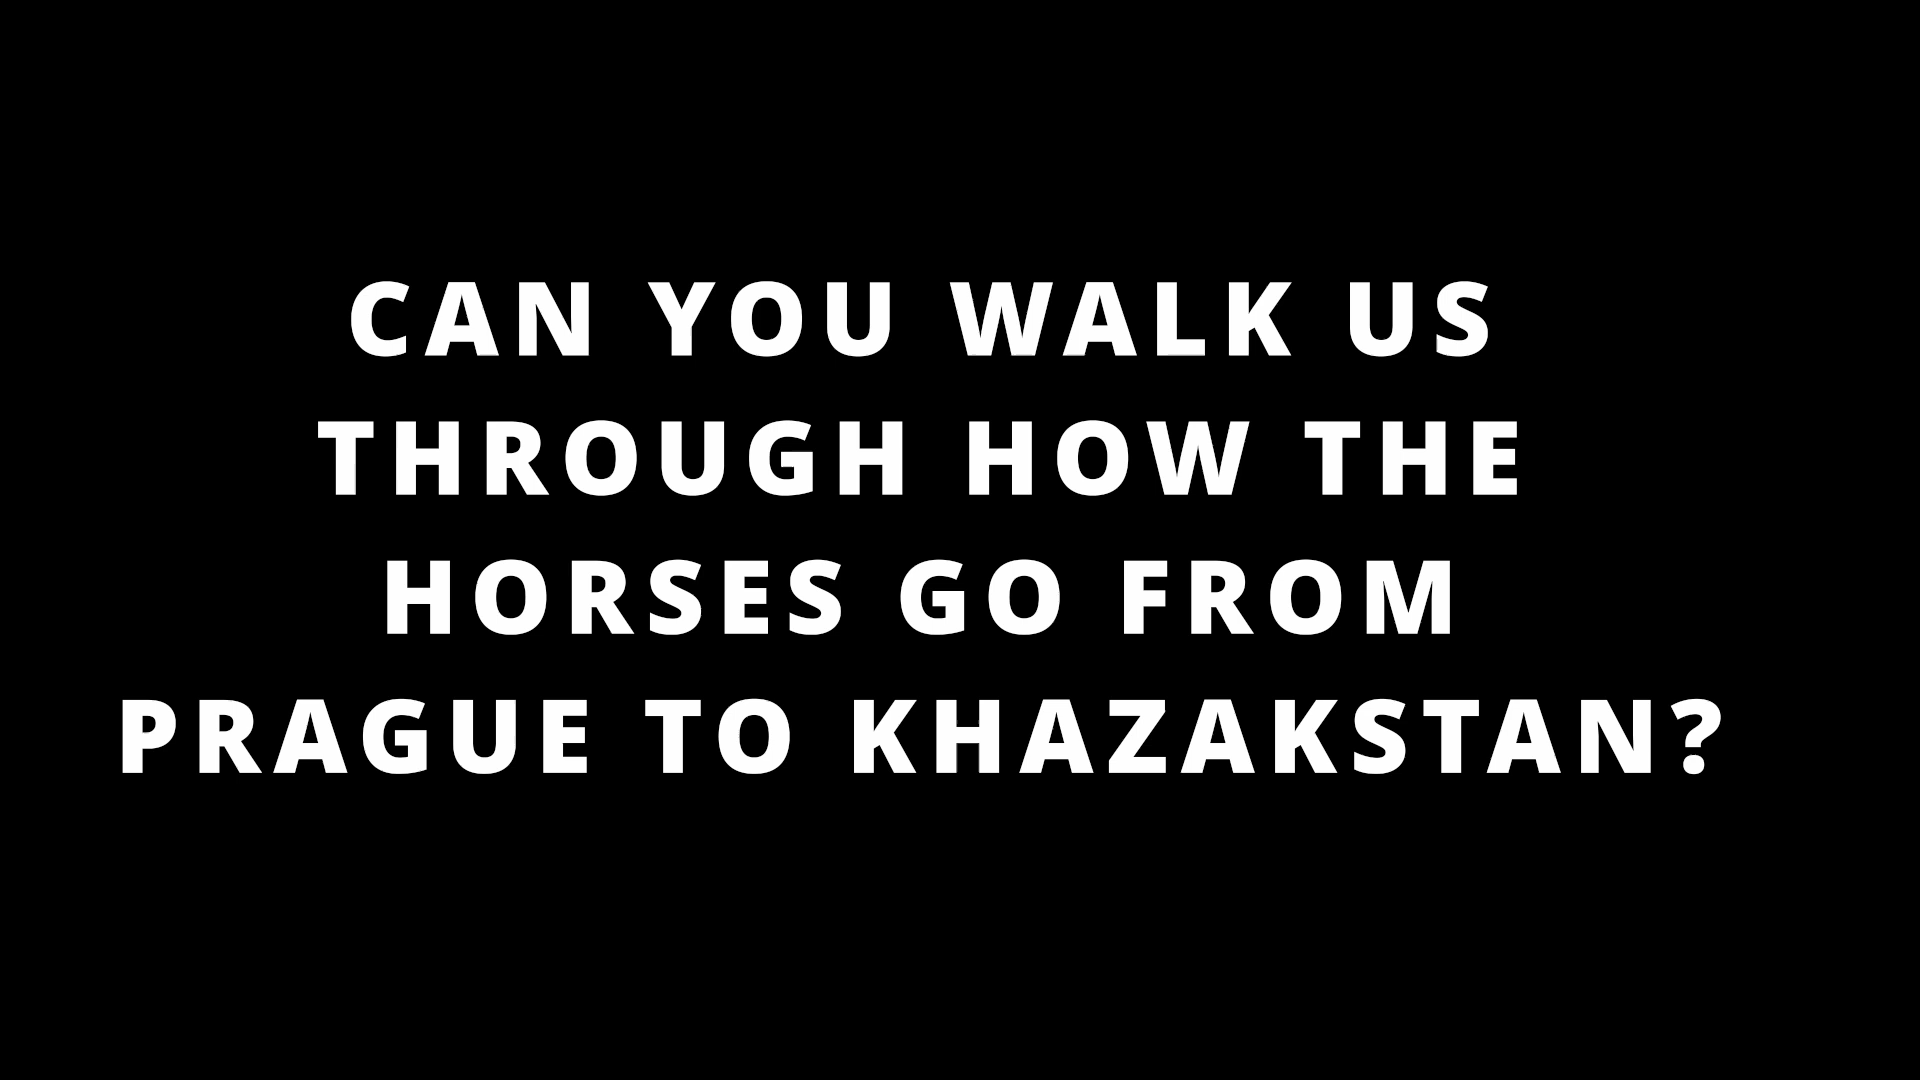 CAN YOU WALK US
THROUGH HOW THE
HORSES GO FROM
PRAGUE TO KHAZAKSTAN?